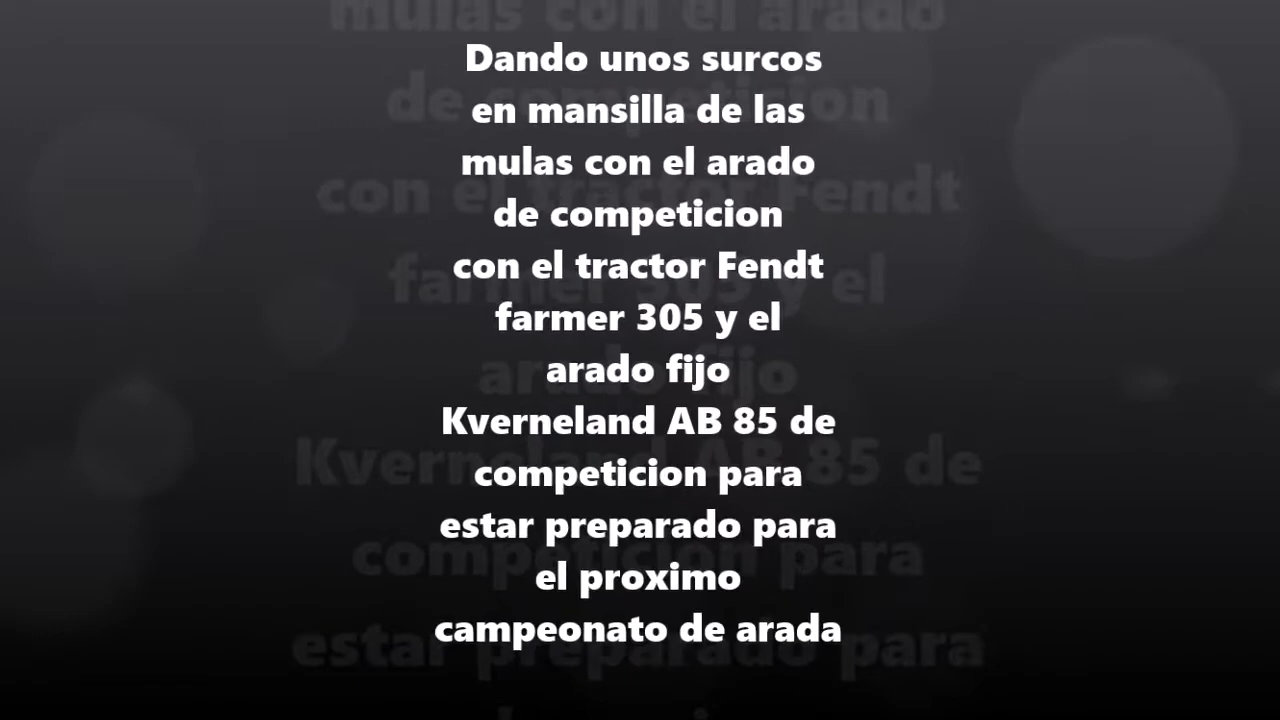 Dando unos surcos
en mansilla de las
mulas con el arado
de competicion
con el tractor Fendt
farmer 305 y el
arado fijo
Kverneland AB 85 de
competicion para
estar preparado para
el proximo
campeonato de arada